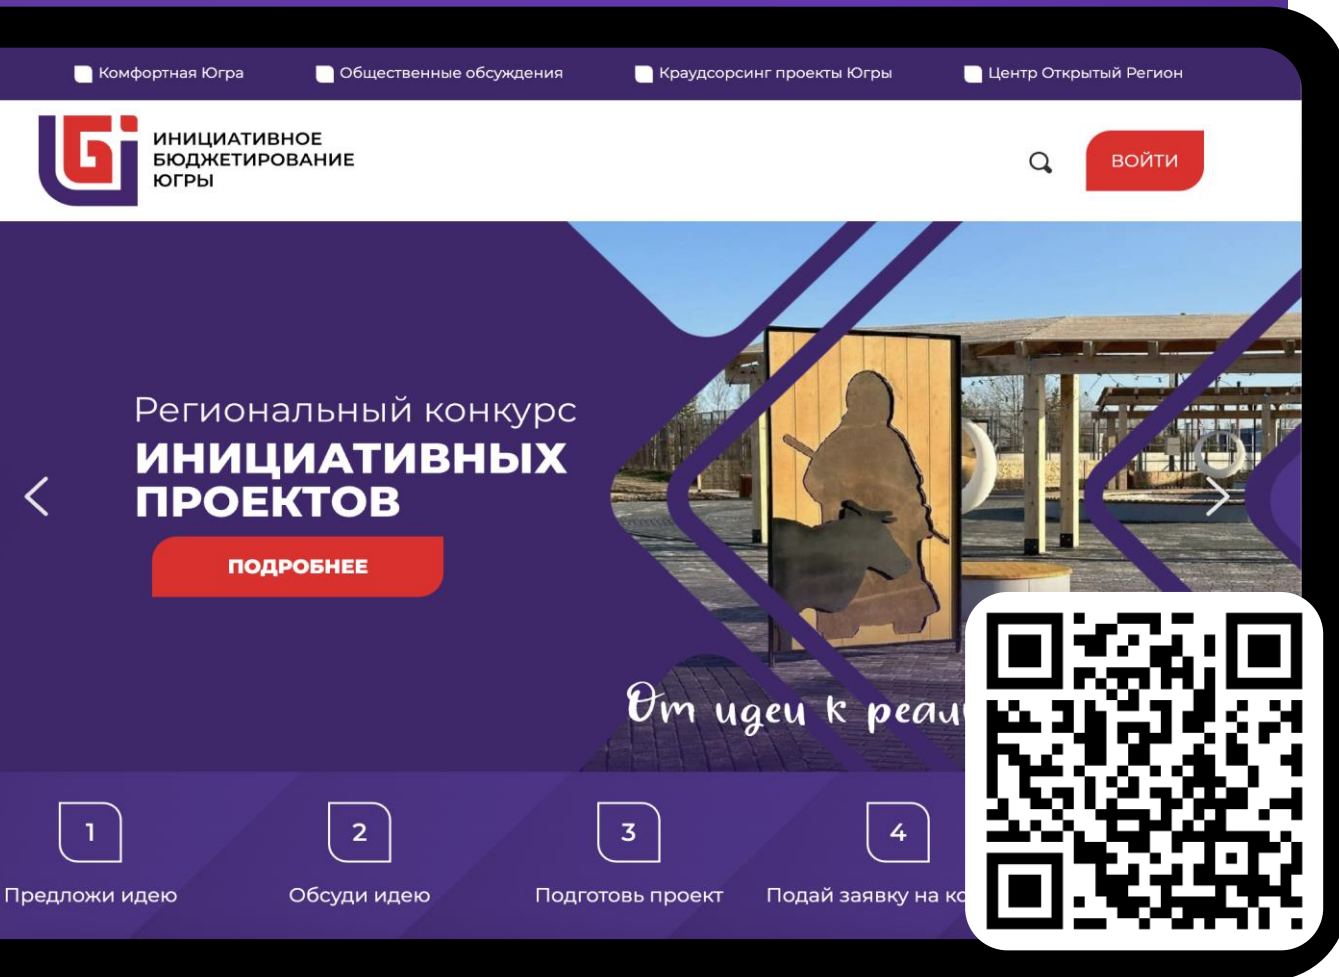 Комфортная Югра
Общественные обсуждения
Краудсорсинг проекты Югры
Центр Открытый Регион
ИНИЦИАТИВНОЕ
БЮДЖЕТИРОВАНИЕ
ЮГРЫ
ВОЙТИ
Региональный конкурс
ИНИЦИАТИВНЫХ
ПРОЕКТОВ
ПОДРОБНЕЕ
От идеи к
1
2
3
4
Предложи идею
Обсуди идею
Подготовь проект
Подай заявку на